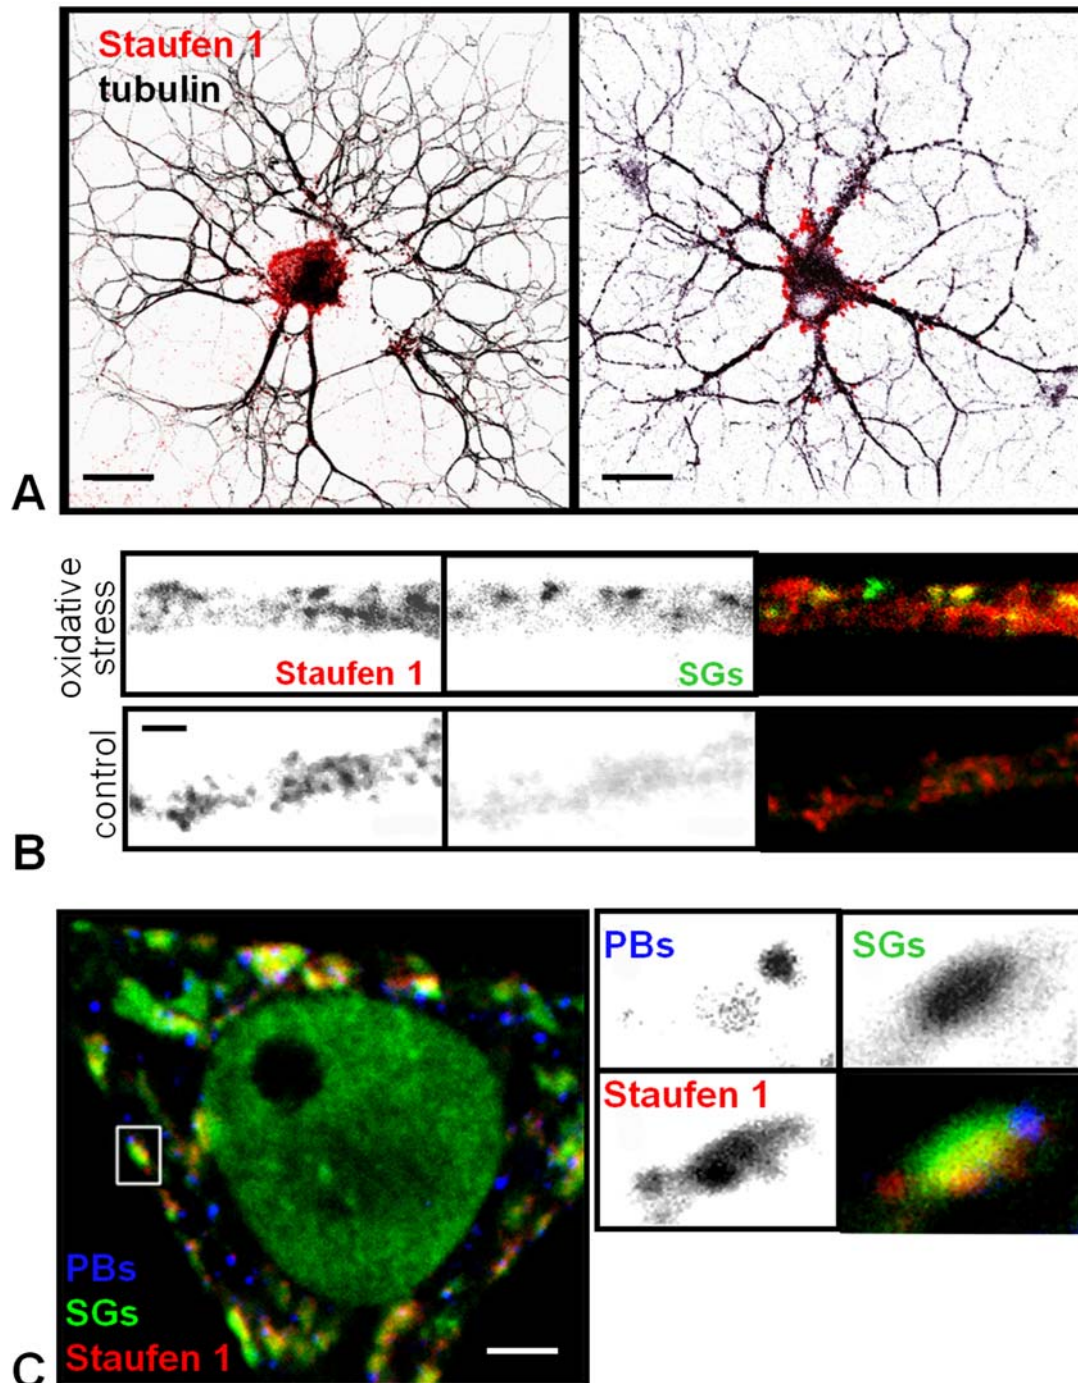 Staufen 1
tubulin
A
oxidative
stress
Staufen 1
SGs
control
B
PBs
SGs
Staufen 1
PBs
SGs
Staufen 1
C